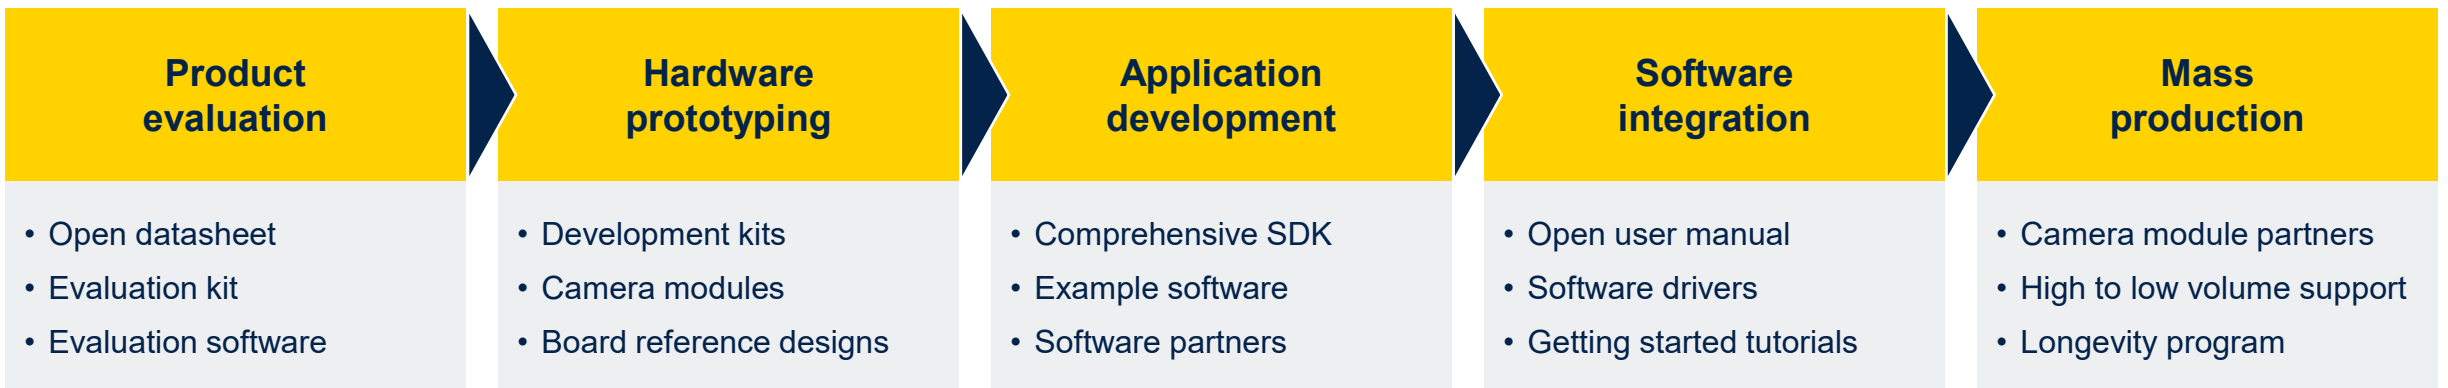 Product
evaluation
• Open datasheet
• Evaluation kit
• Evaluation software
Hardware
prototyping
• Development kits
• Camera modules
• Board reference designs
Application
development
• Comprehensive SDK
• Example software
• Software partners
Software
integration
• Open user manual
• Software drivers
• Getting started tutorials
Mass
production
• Camera module partners
• High to low volume support
• Longevity program